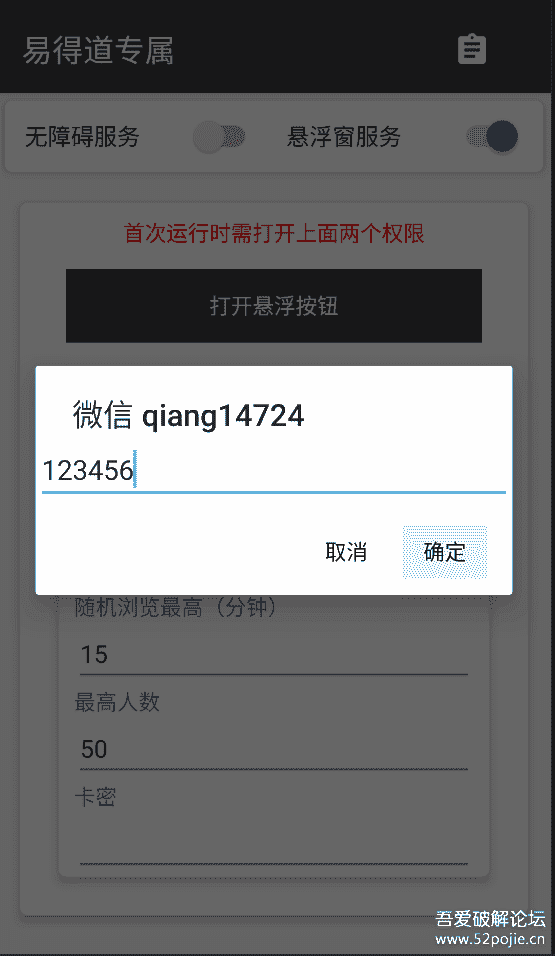 易得道专属
无障碍服务 悬浮窗服务
首次运行时需打开上面两个权限
打开悬浮按钮
微信 qiang14724
123456
取消 确定
随机浏览最高（分钟）
15
最高人数
50
卡密
吾爱破解论坛
www.52pojie.cn